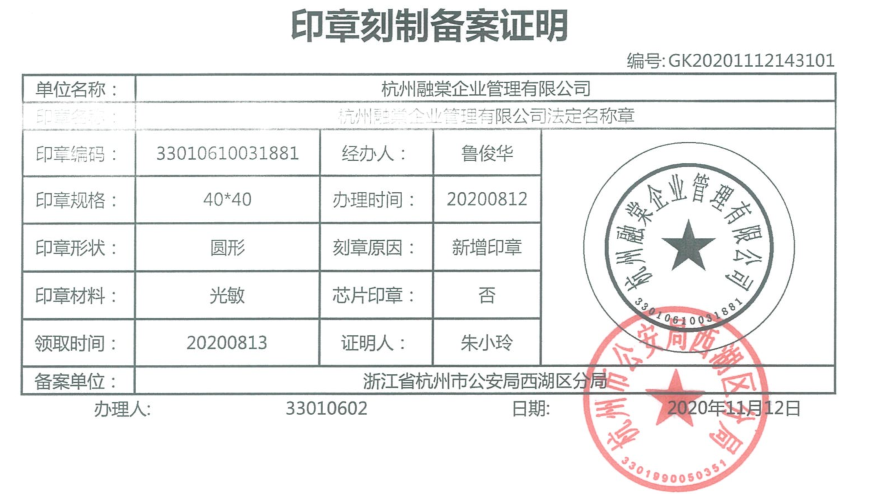 印章刻制备案证明
编号:GK20201112143101
单位名称： 杭州融棠企业管理有限公司
印章名称： 杭州融棠企业管理有限公司法定名称章
印章编码： 33010610031881 经办人： 鲁俊华
印章规格： 40*40 办理时间： 20200812
印章形状： 圆形 刻章原因： 新增印章
印章材料： 光敏 芯片印章： 否
领取时间： 20200813 证明人： 朱小玲
杭州融棠企业管理有限公司
33010610031881
备案单位： 浙江省杭州市公安局西湖区分局
办理人: 33010602 日期: 2020年11月12日
杭州市公安局西湖区分局
3301990050351